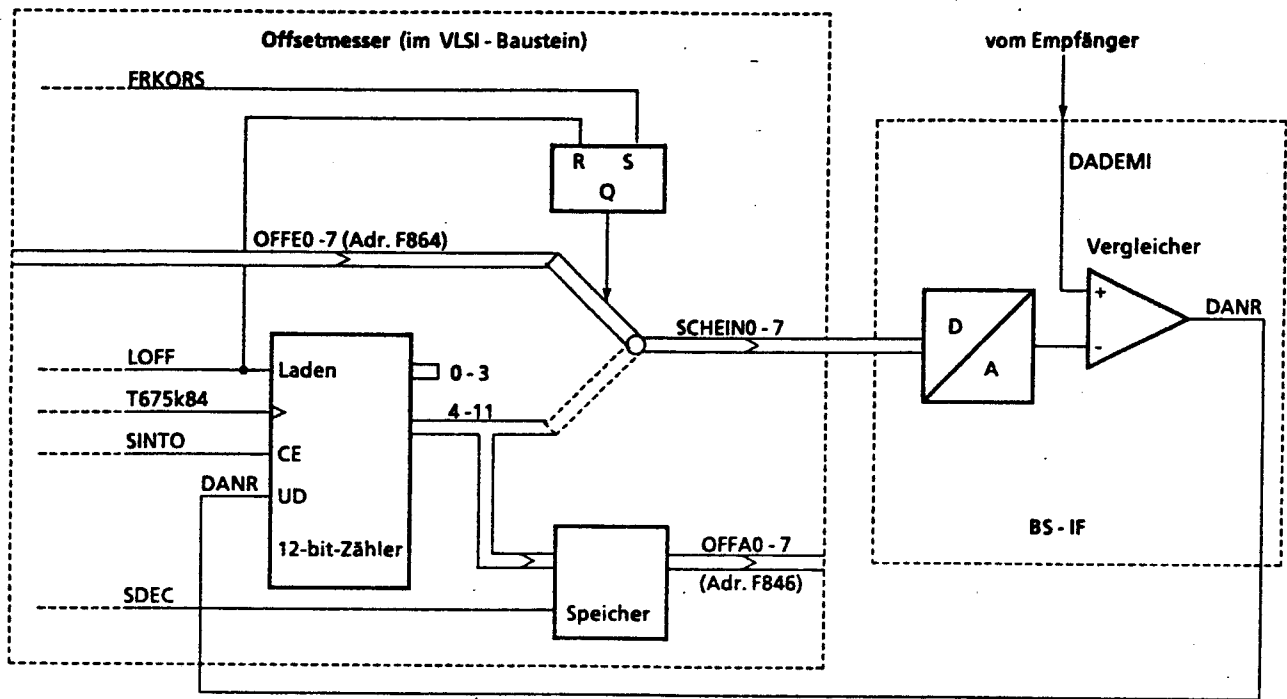 Offsetmesser (im VLSI - Baustein)
vom Empfänger
FRKORS
R S
Q
DADEMI
OFFE0 -7 (Adr. F864)
Vergleicher
+
-
DANR
SCHEIN0 - 7
D
A
LOFF
Laden
0 - 3
T675k84
4 -11
SINTO
CE
DANR
UD
12-bit-Zähler
BS - IF
OFFA0 - 7
(Adr. F846)
SDEC
Speicher